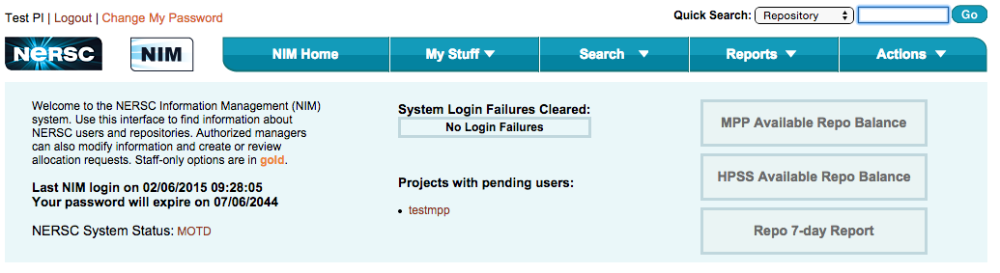 Test PI | Logout | Change My Password
Quick Search: Repository Go
NERSC NIM NIM Home My Stuff Search Reports Actions
Welcome to the NERSC Information Management (NIM)
system. Use this interface to find information about
NERSC users and repositories. Authorized managers
can also modify information and create or review
allocation requests. Staff-only options are in gold.
Last NIM login on 02/06/2015 09:28:05
Your password will expire on 07/06/2044
NERSC System Status: MOTD
System Login Failures Cleared:
No Login Failures
Projects with pending users:
• testmpp
MPP Available Repo Balance
HPSS Available Repo Balance
Repo 7-day Report